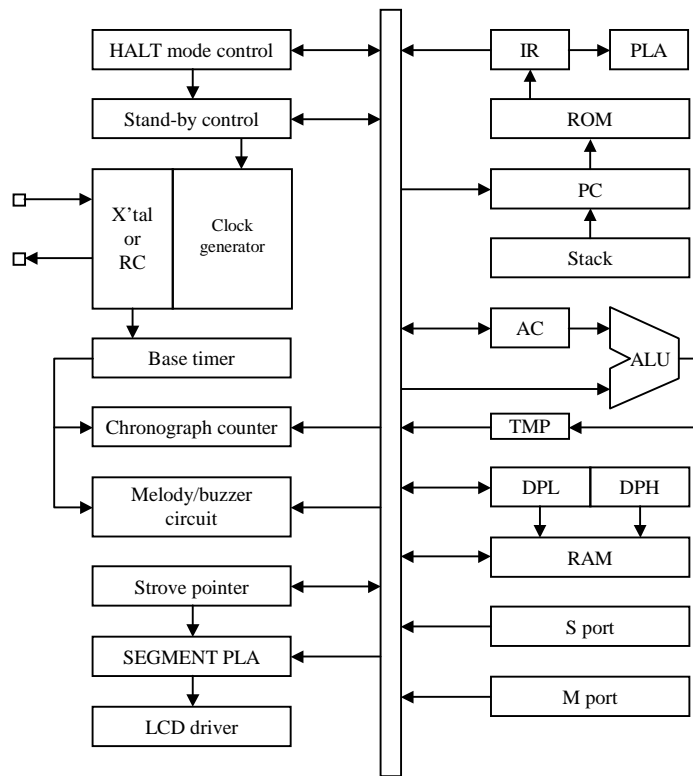 HALT mode control
Stand-by control
X'tal
or
RC
Clock
generator
Base timer
Chronograph counter
Melody/buzzer
circuit
Strove pointer
SEGMENT PLA
LCD driver
IR
PLA
ROM
PC
Stack
AC
ALU
TMP
DPL
DPH
RAM
S port
M port